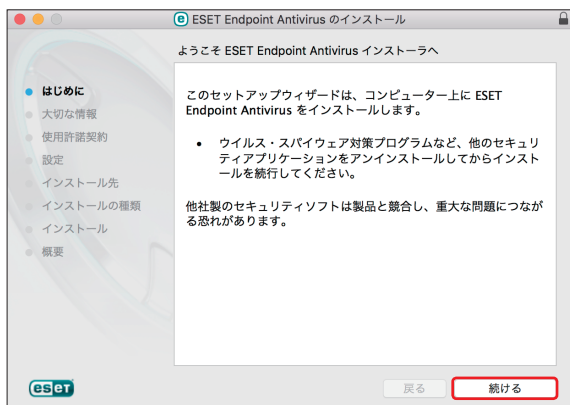 ESET Endpoint Antivirus のインストール
ようこそ ESET Endpoint Antivirus インストーラへ
はじめに
大切な情報
使用許諾契約
設定
インストール先
インストールの種類
インストール
概要
このセットアップウィザードは、コンピューター上に ESET
Endpoint Antivirus をインストールします。
• ウイルス・スパイウェア対策プログラムなど、他のセキュリ
ティアプリケーションをアンインストールしてからインスト
ールを続行してください。
他社製のセキュリティソフトは製品と競合し、重大な問題につなが
る恐れがあります。
eset
戻る
続ける